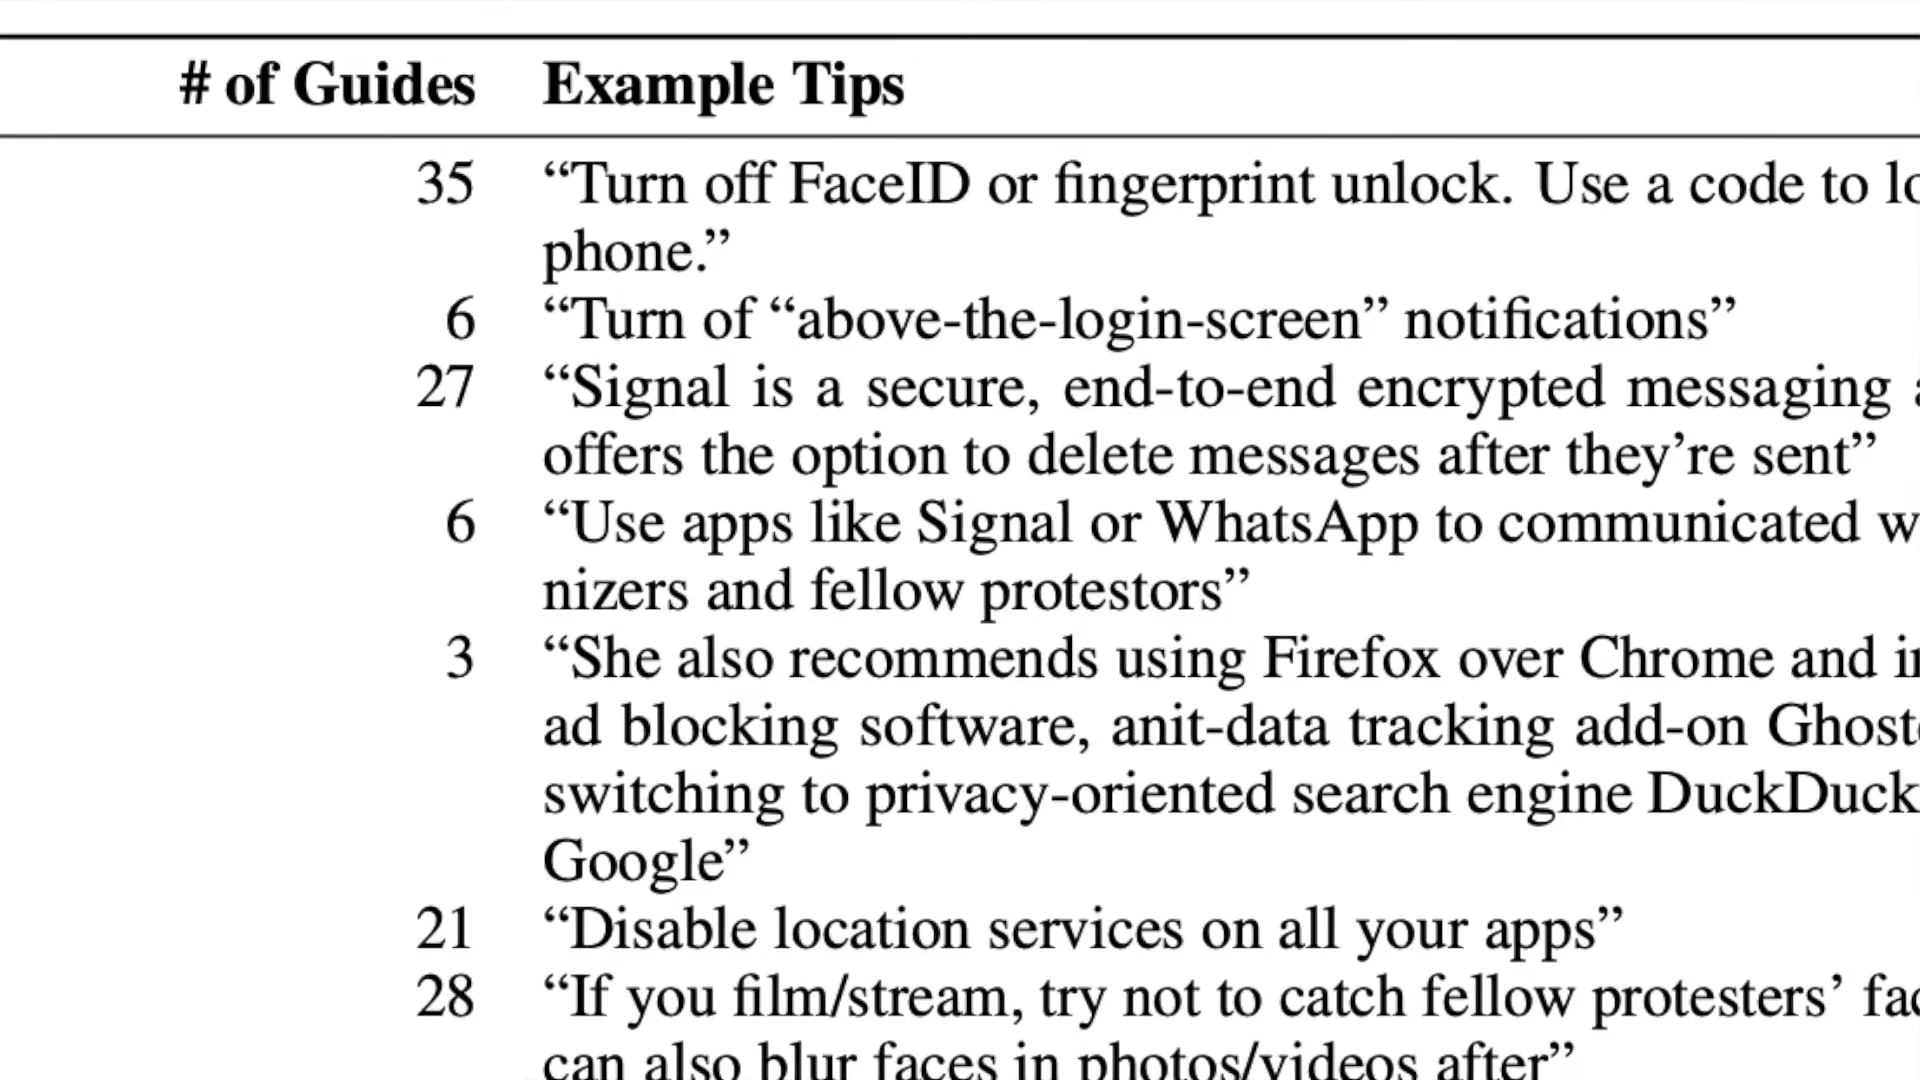 # of Guides Example Tips
35 “Turn off FaceID or fingerprint unlock. Use a code to
phone.”
6 “Turn of “above-the-login-screen” notifications”
27 “Signal is a secure, end-to-end encrypted messaging
offers the option to delete messages after they’re sent”
6 “Use apps like Signal or WhatsApp to communicated
nizers and fellow protestors”
3 “She also recommends using Firefox over Chrome and
ad blocking software, anit-data tracking add-on
switching to privacy-oriented search engine DuckDuck
Google”
21 “Disable location services on all your apps”
28 “If you film/stream, try not to catch fellow protesters’
can also blur faces in photos/videos after”